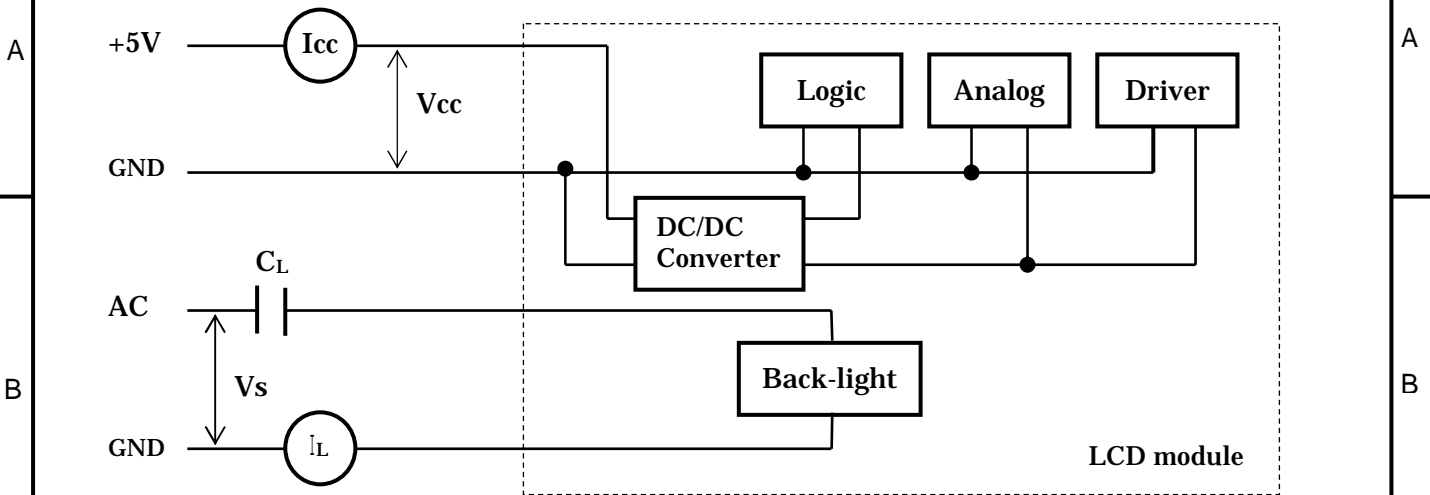 A
+5V
Icc
Vcc
Logic
Analog
Driver
A
GND
DC/DC
Converter
CL
AC
Vs
Back-light
B
B
GND
IL
LCD module